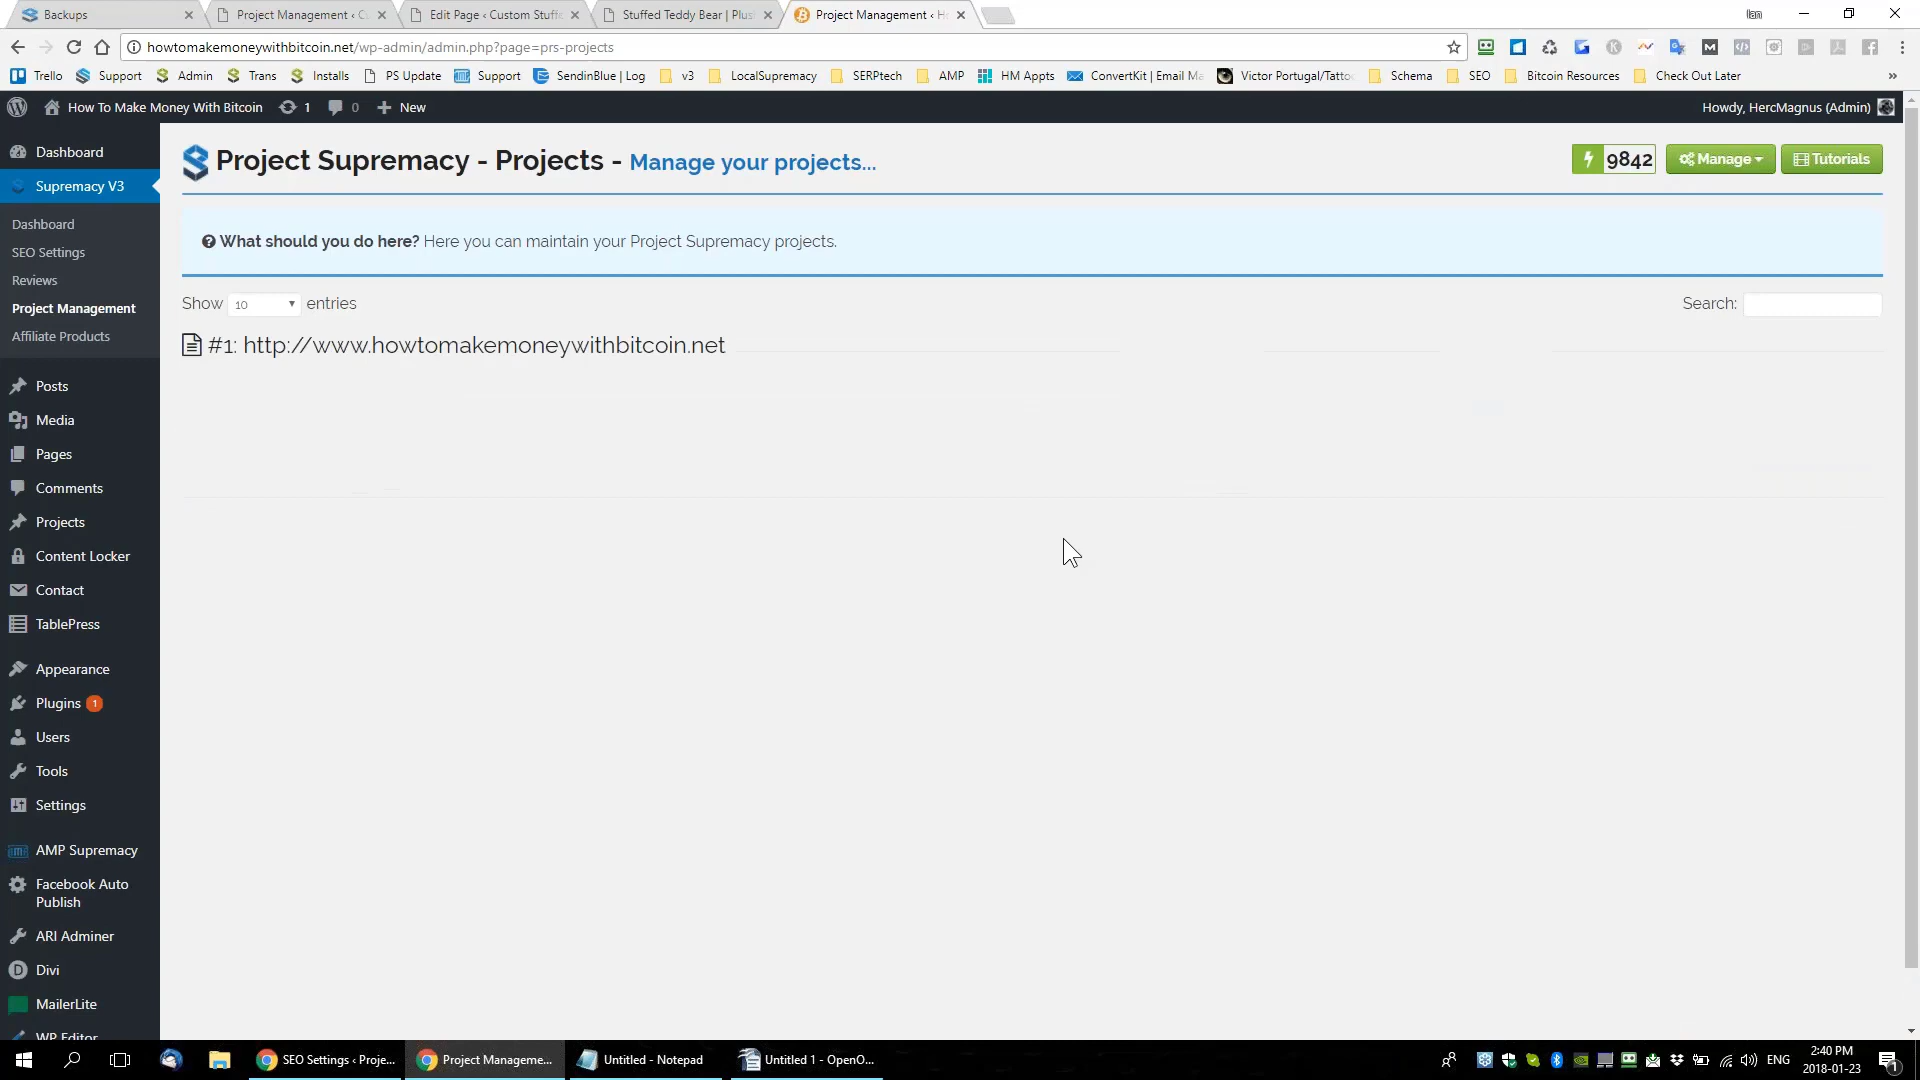 Backups
Project Management ‹ C
Edit Page ‹ Custom Stuffe
Stuffed Teddy Bear | Plus
Project Management ‹ H
Ian
howtomakemoneywithbitcoin.net/wp-admin/admin.php?page=prs-projects
Trello
Support
Admin
Trans
Installs
PS Update
Support
SendinBlue | Log
v3
LocalSupremacy
SERPtech
AMP
HM Appts
ConvertKit | Email Ma
Victor Portugal/Tatto
Schema
SEO
Bitcoin Resources
Check Out Later
»
How To Make Money With Bitcoin
1
0
New
Howdy, HercMagnus (Admin)
Dashboard
Supremacy V3
Dashboard
SEO Settings
Reviews
Project Management
Affiliate Products
Posts
Media
Pages
Comments
Projects
Content Locker
Contact
TablePress
Appearance
Plugins 1
Users
Tools
Settings
AMP Supremacy
Facebook Auto
Publish
ARI Adminer
Divi
MailerLite
WP Editor
Project Supremacy - Projects - Manage your projects...
9842
Manage
Tutorials
What should you do here? Here you can maintain your Project Supremacy projects.
Show 10 entries
Search:
#1: http://www.howtomakemoneywithbitcoin.net
SEO Settings ‹ Proje...
Project Manageme...
Untitled - Notepad
Untitled 1 - OpenO...
ENG
2:40 PM
2018-01-23
1